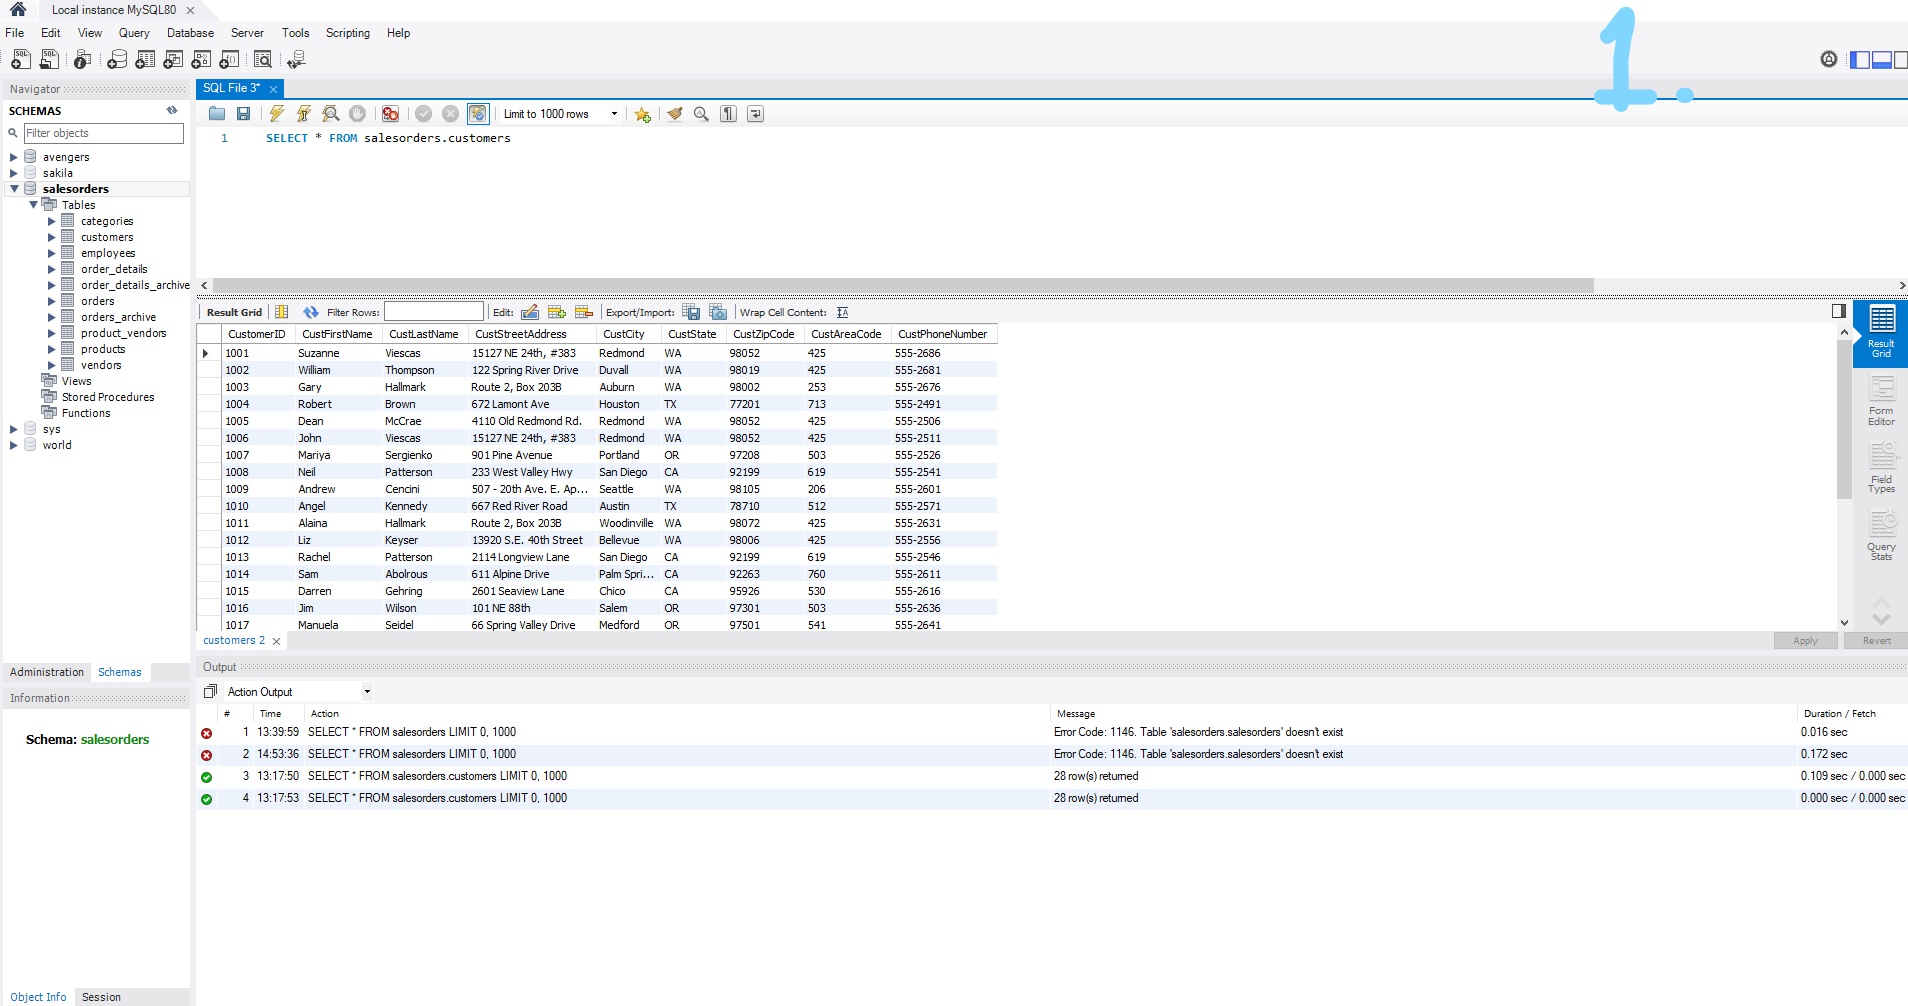 Local instance MySQL80
File Edit View Query Database Server Tools Scripting Help
1.
Navigator
SCHEMAS
Filter objects
avengers
sakila
salesorders
Tables
categories
customers
employees
order_details
order_details_archive
orders
orders_archive
product_vendors
products
vendors
Views
Stored Procedures
Functions
sys
world
Administration Schemas
Information
Schema: salesorders
Object Info Session
SQL File 3*
Limit to 1000 rows
1 SELECT * FROM salesorders.customers
Result Grid Filter Rows: Edit: Export/Import: Wrap Cell Content:
CustomerID CustFirstName CustLastName CustStreetAddress CustCity CustState CustZipCode CustAreaCode CustPhoneNumber
1001 Suzanne Viescas 15127 NE 24th, #383 Redmond WA 98052 425 555-2686
1002 William Thompson 122 Spring River Drive Duvall WA 98019 425 555-2681
1003 Gary Hallmark Route 2, Box 203B Auburn WA 98002 253 555-2676
1004 Robert Brown 672 Lamont Ave Houston TX 77201 713 555-2491
1005 Dean McCrae 4110 Old Redmond Rd. Redmond WA 98052 425 555-2506
1006 John Viescas 15127 NE 24th, #383 Redmond WA 98052 425 555-2511
1007 Mariya Sergienko 901 Pine Avenue Portland OR 97208 503 555-2526
1008 Neil Patterson 233 West Valley Hwy San Diego CA 92199 619 555-2541
1009 Andrew Cencini 507 - 20th Ave. E. Ap... Seattle WA 98105 206 555-2601
1010 Angel Kennedy 667 Red River Road Austin TX 78710 512 555-2571
1011 Alaina Hallmark Route 2, Box 203B Woodinville WA 98072 425 555-2631
1012 Liz Keyser 13920 S.E. 40th Street Bellevue WA 98006 425 555-2556
1013 Rachel Patterson 2114 Longview Lane San Diego CA 92199 619 555-2546
1014 Sam Abolrous 611 Alpine Drive Palm Spri... CA 92263 760 555-2611
1015 Darren Gehring 2601 Seaview Lane Chico CA 95926 530 555-2616
1016 Jim Wilson 101 NE 88th Salem OR 97301 503 555-2636
1017 Manuela Seidel 66 Spring Valley Drive Medford OR 97501 541 555-2641
Result
Grid
Form
Editor
Field
Types
Query
Stats
customers 2
Apply Revert
Output
Action Output
# Time Action Message Duration / Fetch
1 13:39:59 SELECT * FROM salesorders LIMIT 0, 1000 Error Code: 1146. Table 'salesorders.salesorders' doesn't exist 0.016 sec
2 14:53:36 SELECT * FROM salesorders LIMIT 0, 1000 Error Code: 1146. Table 'salesorders.salesorders' doesn't exist 0.172 sec
3 13:17:50 SELECT * FROM salesorders.customers LIMIT 0, 1000 28 row(s) returned 0.109 sec / 0.000 sec
4 13:17:53 SELECT * FROM salesorders.customers LIMIT 0, 1000 28 row(s) returned 0.000 sec / 0.000 sec